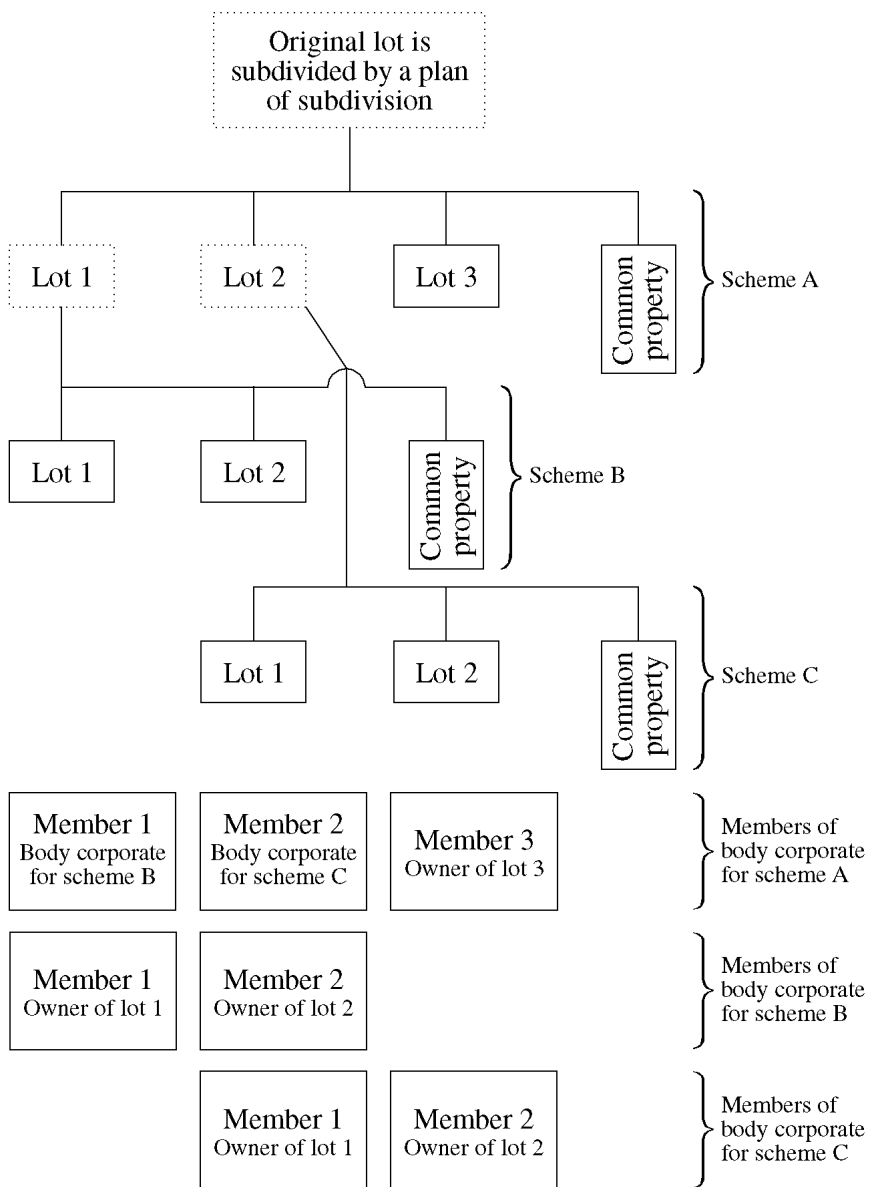 Original lot is
subdivided by a plan
of subdivision
Lot 1
Lot 2
Lot 3
Common
property
Scheme A
Lot 1
Lot 2
Common
property
Scheme B
Lot 1
Lot 2
Common
property
Scheme C
Member 1
Body corporate
for scheme B
Member 2
Body corporate
for scheme C
Member 3
Owner of lot 3
Members of
body corporate
for scheme A
Member 1
Owner of lot 1
Member 2
Owner of lot 2
Members of
body corporate
for scheme B
Member 1
Owner of lot 1
Member 2
Owner of lot 2
Members of
body corporate
for scheme C